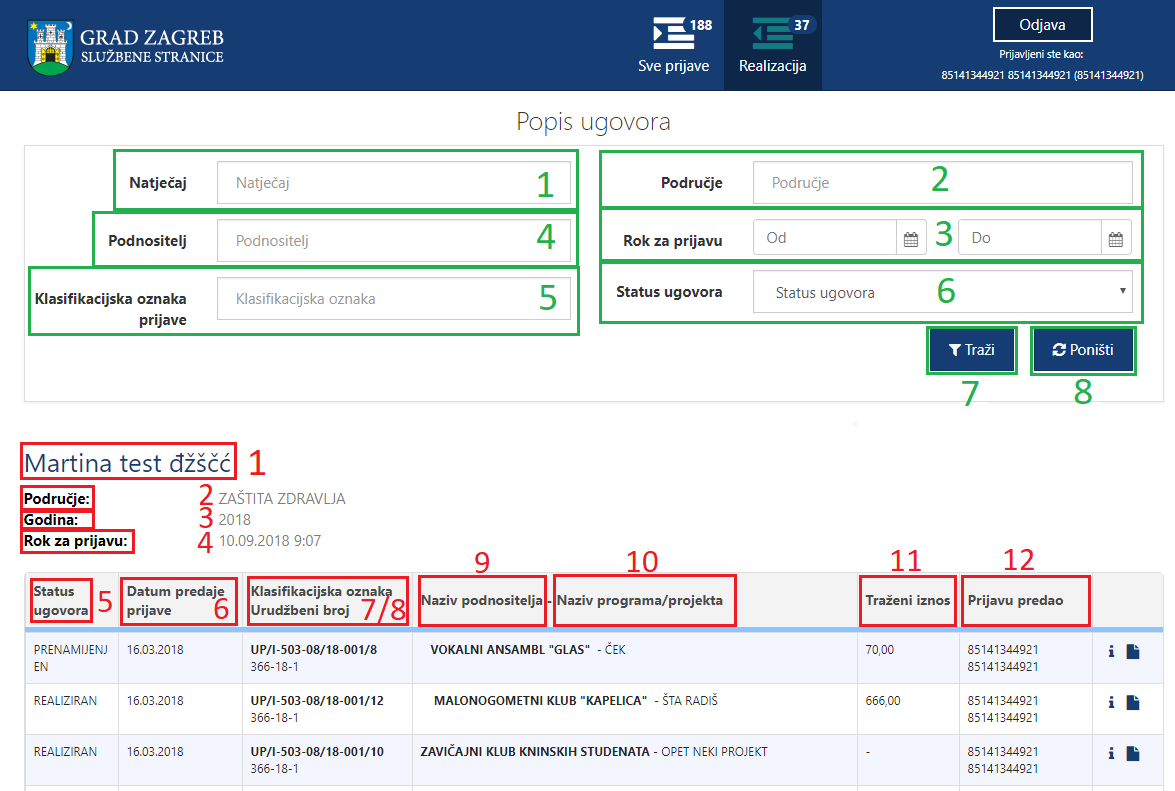 GRAD ZAGREB
SLUŽBENE STRANICE
188
Sve prijave
37
Realizacija
Odjava
Prijavljeni ste kao:
85141344921 85141344921 (85141344921)
Popis ugovora
Natječaj Natječaj 1
Područje Područje 2
Podnositelj Podnositelj 4
Rok za prijavu Od 3 Do
Klasifikacijska oznaka prijave Klasifikacijska oznaka 5
Status ugovora Status ugovora 6
Traži Poništi
7 8
Martina test đžščć 1
Područje: 2 ZAŠTITA ZDRAVLJA
Godina: 3 2018
Rok za prijavu: 4 10.09.2018 9:07
9 10 11 12
Status ugovora 5
Datum predaje prijave 6
Klasifikacijska oznaka
Urudžbeni broj 7/8
Naziv podnositelja - Naziv programa/projekta
Traženi iznos
Prijavu predao
PRENAMIJENJ
EN
16.03.2018
UP/I-503-08/18-001/8
366-18-1
VOKALNI ANSAMBL "GLAS" - ČEK
70,00
85141344921
85141344921
REALIZIRAN
16.03.2018
UP/I-503-08/18-001/12
366-18-1
MALONOGOMETNI KLUB "KAPELICA" - ŠTA RADIŠ
666,00
85141344921
85141344921
REALIZIRAN
16.03.2018
UP/I-503-08/18-001/10
366-18-1
ZAVIČAJNI KLUB KNINSKIH STUDENATA - OPET NEKI PROJEKT
-
85141344921
85141344921